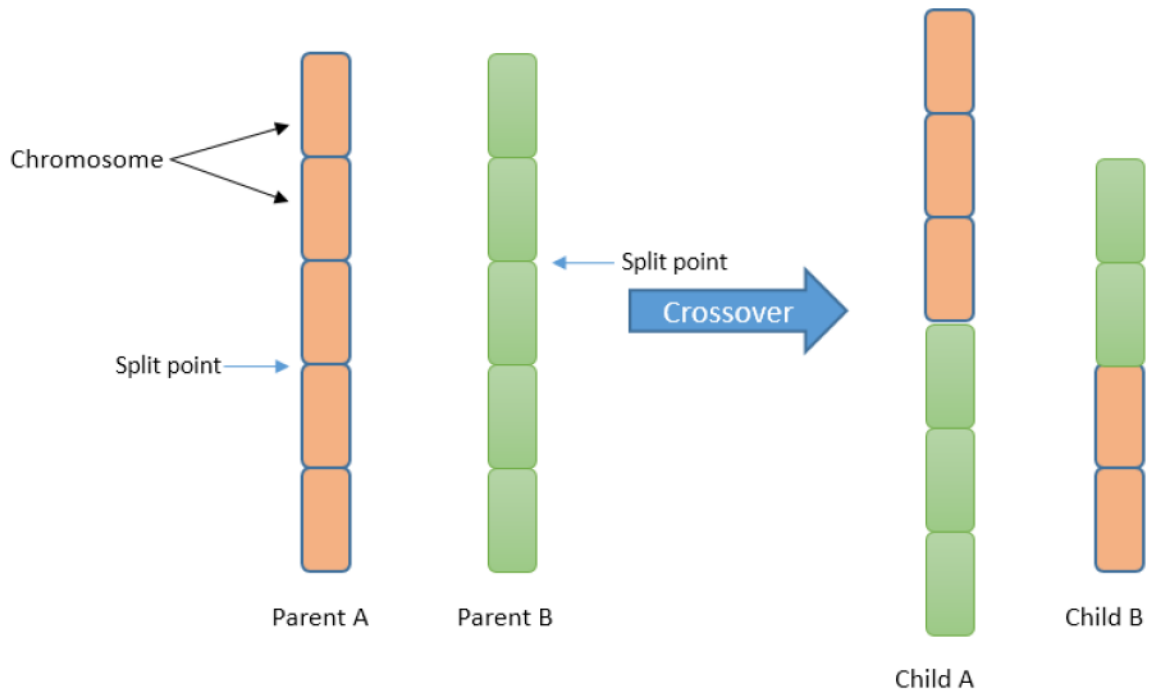 Chromosome
Split point
Split point
Crossover
Parent A
Parent B
Child A
Child B